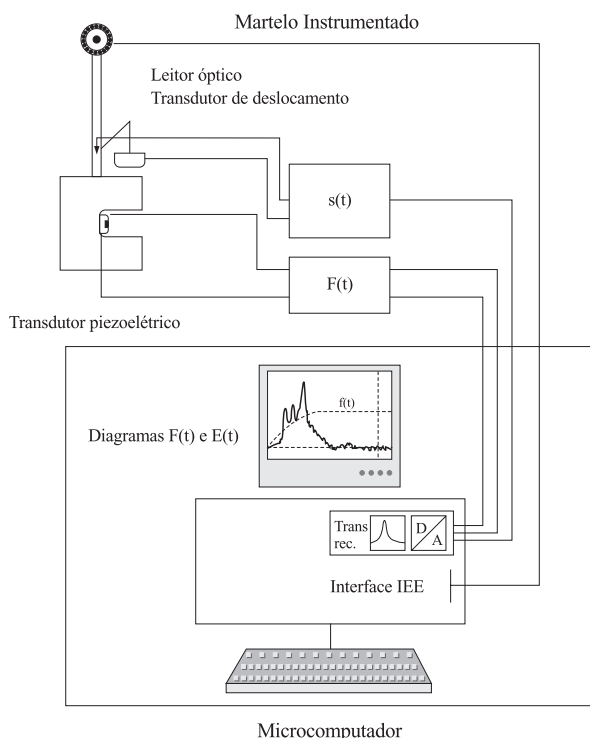 Martelo Instrumentado
Leitor óptico
Transdutor de deslocamento
s(t)
F(t)
Transdutor piezoelétrico
f(t)
Diagramas F(t) e E(t)
Trans
rec.
D
A
Interface IEE
Microcomputador